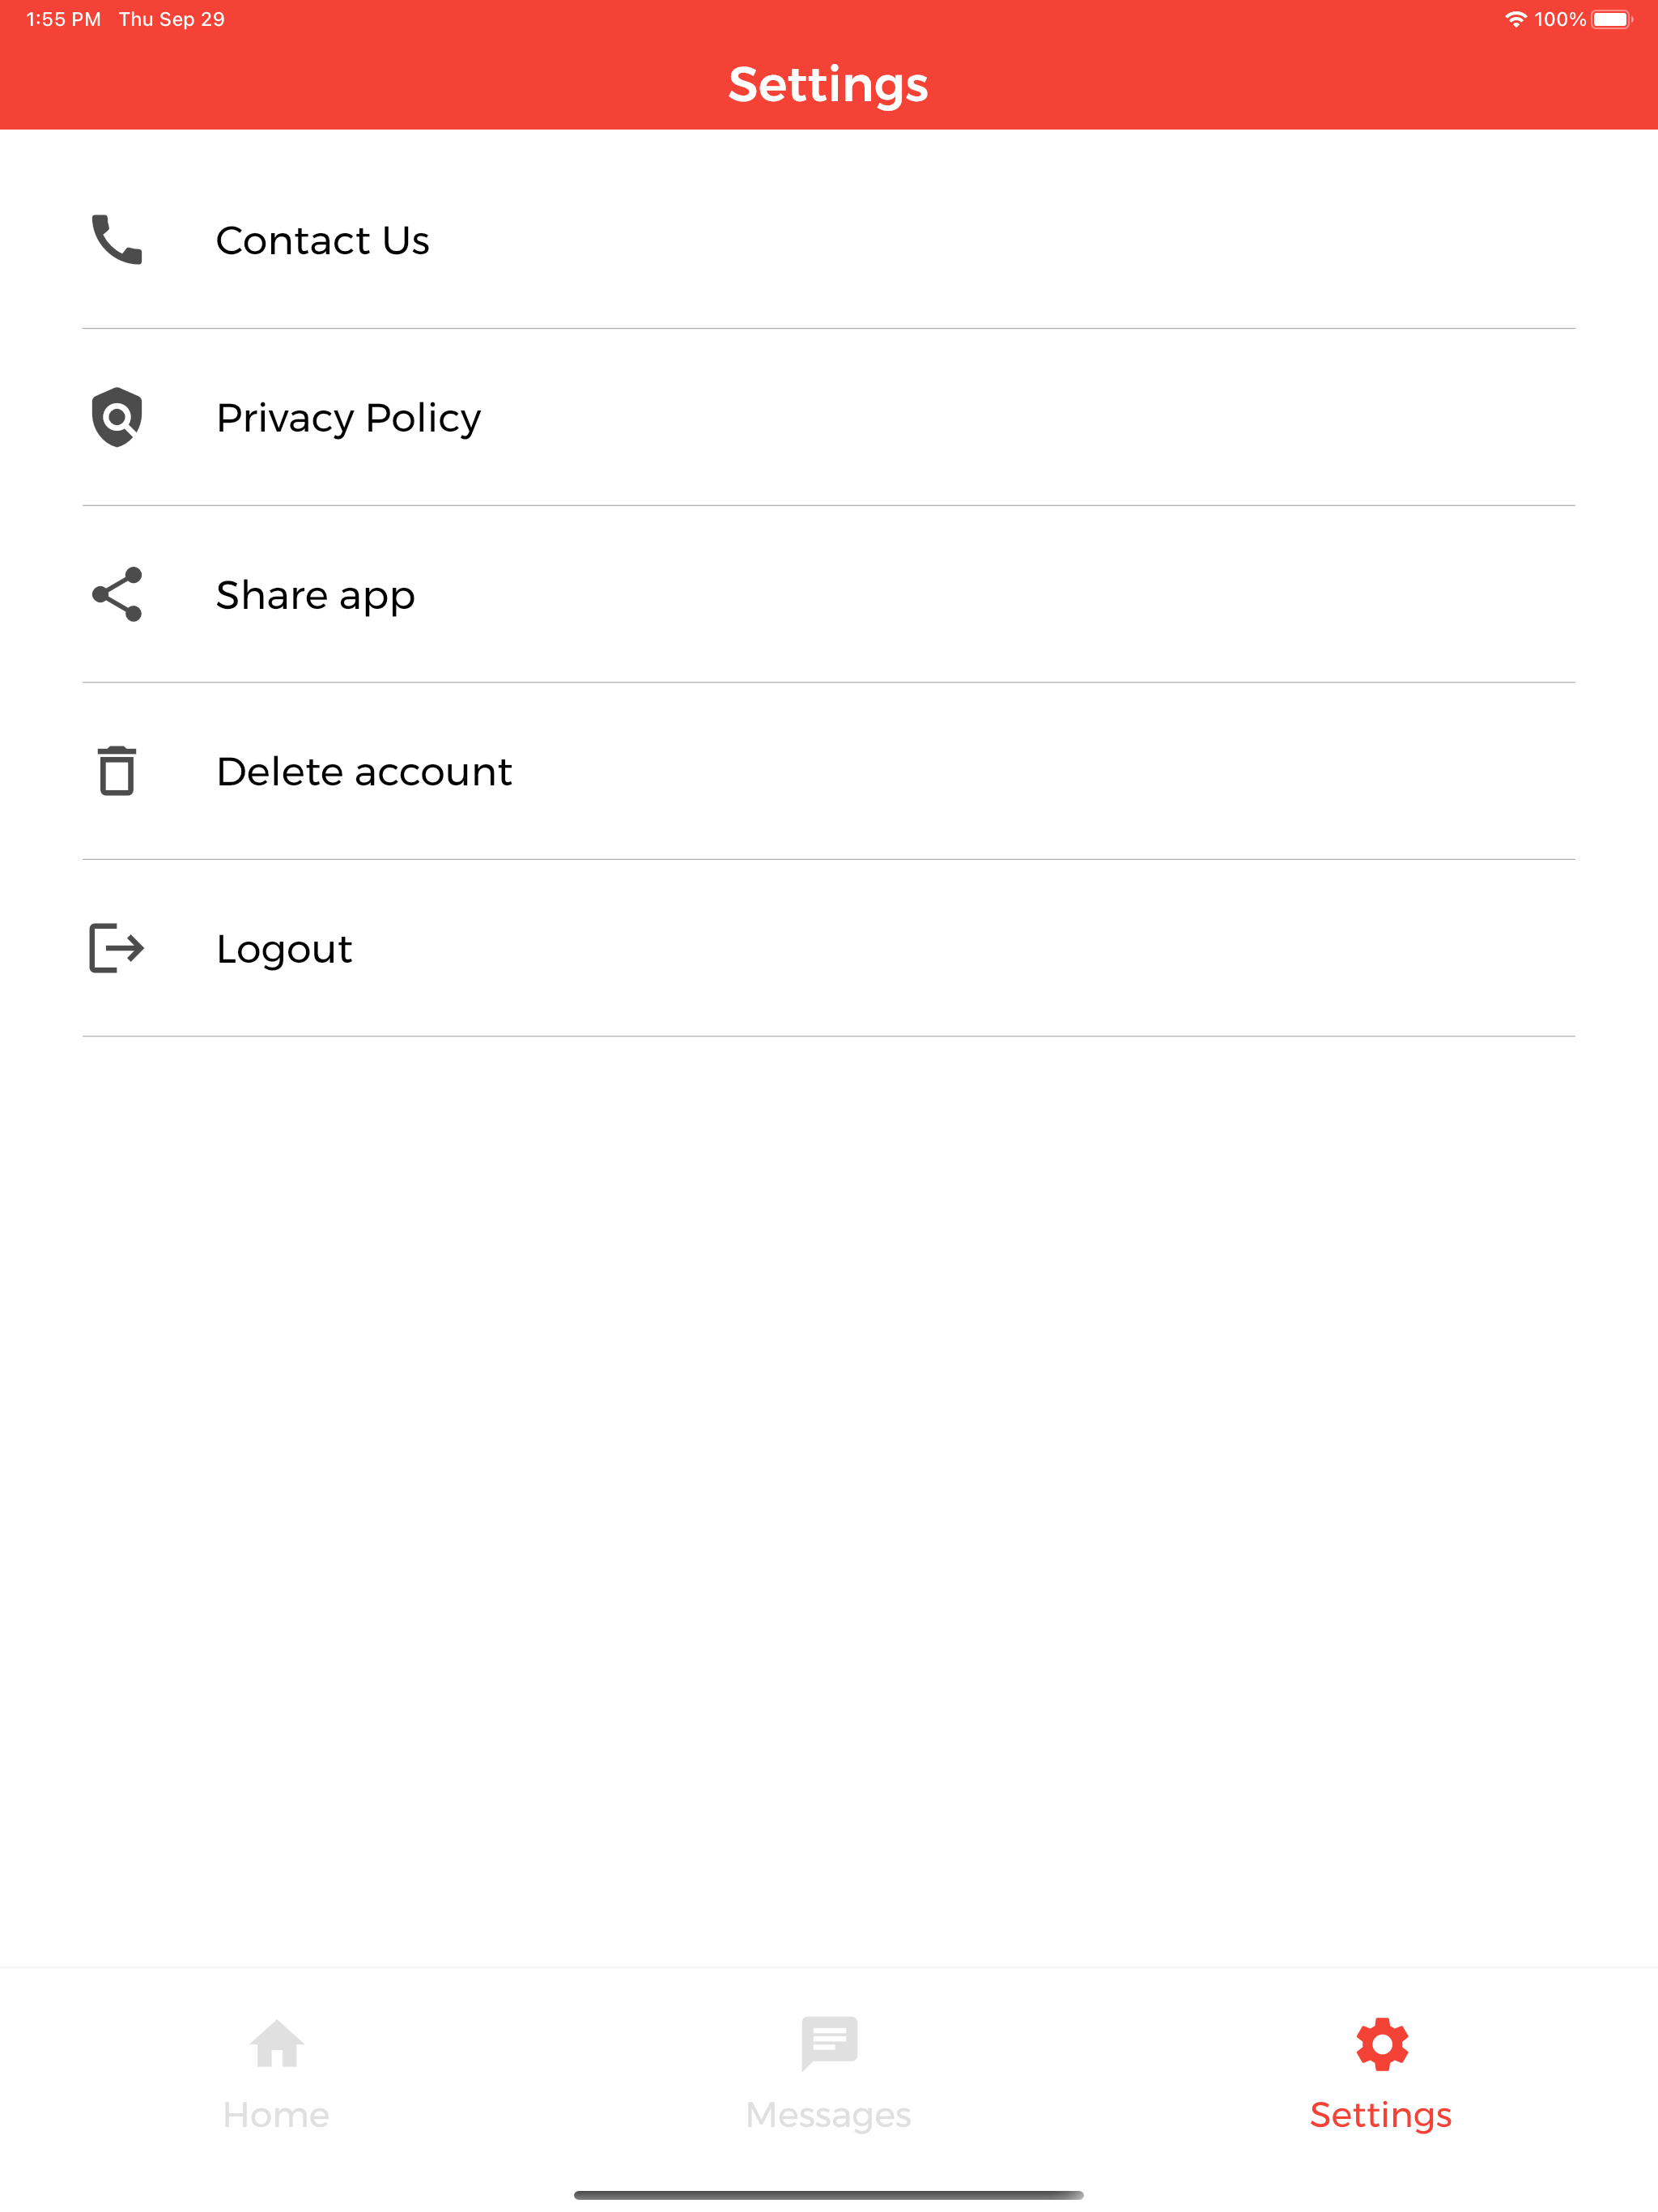 1:55 PM Thu Sep 29 100%
Settings
Contact Us
Privacy Policy
Share app
Delete account
Logout
Home Messages Settings